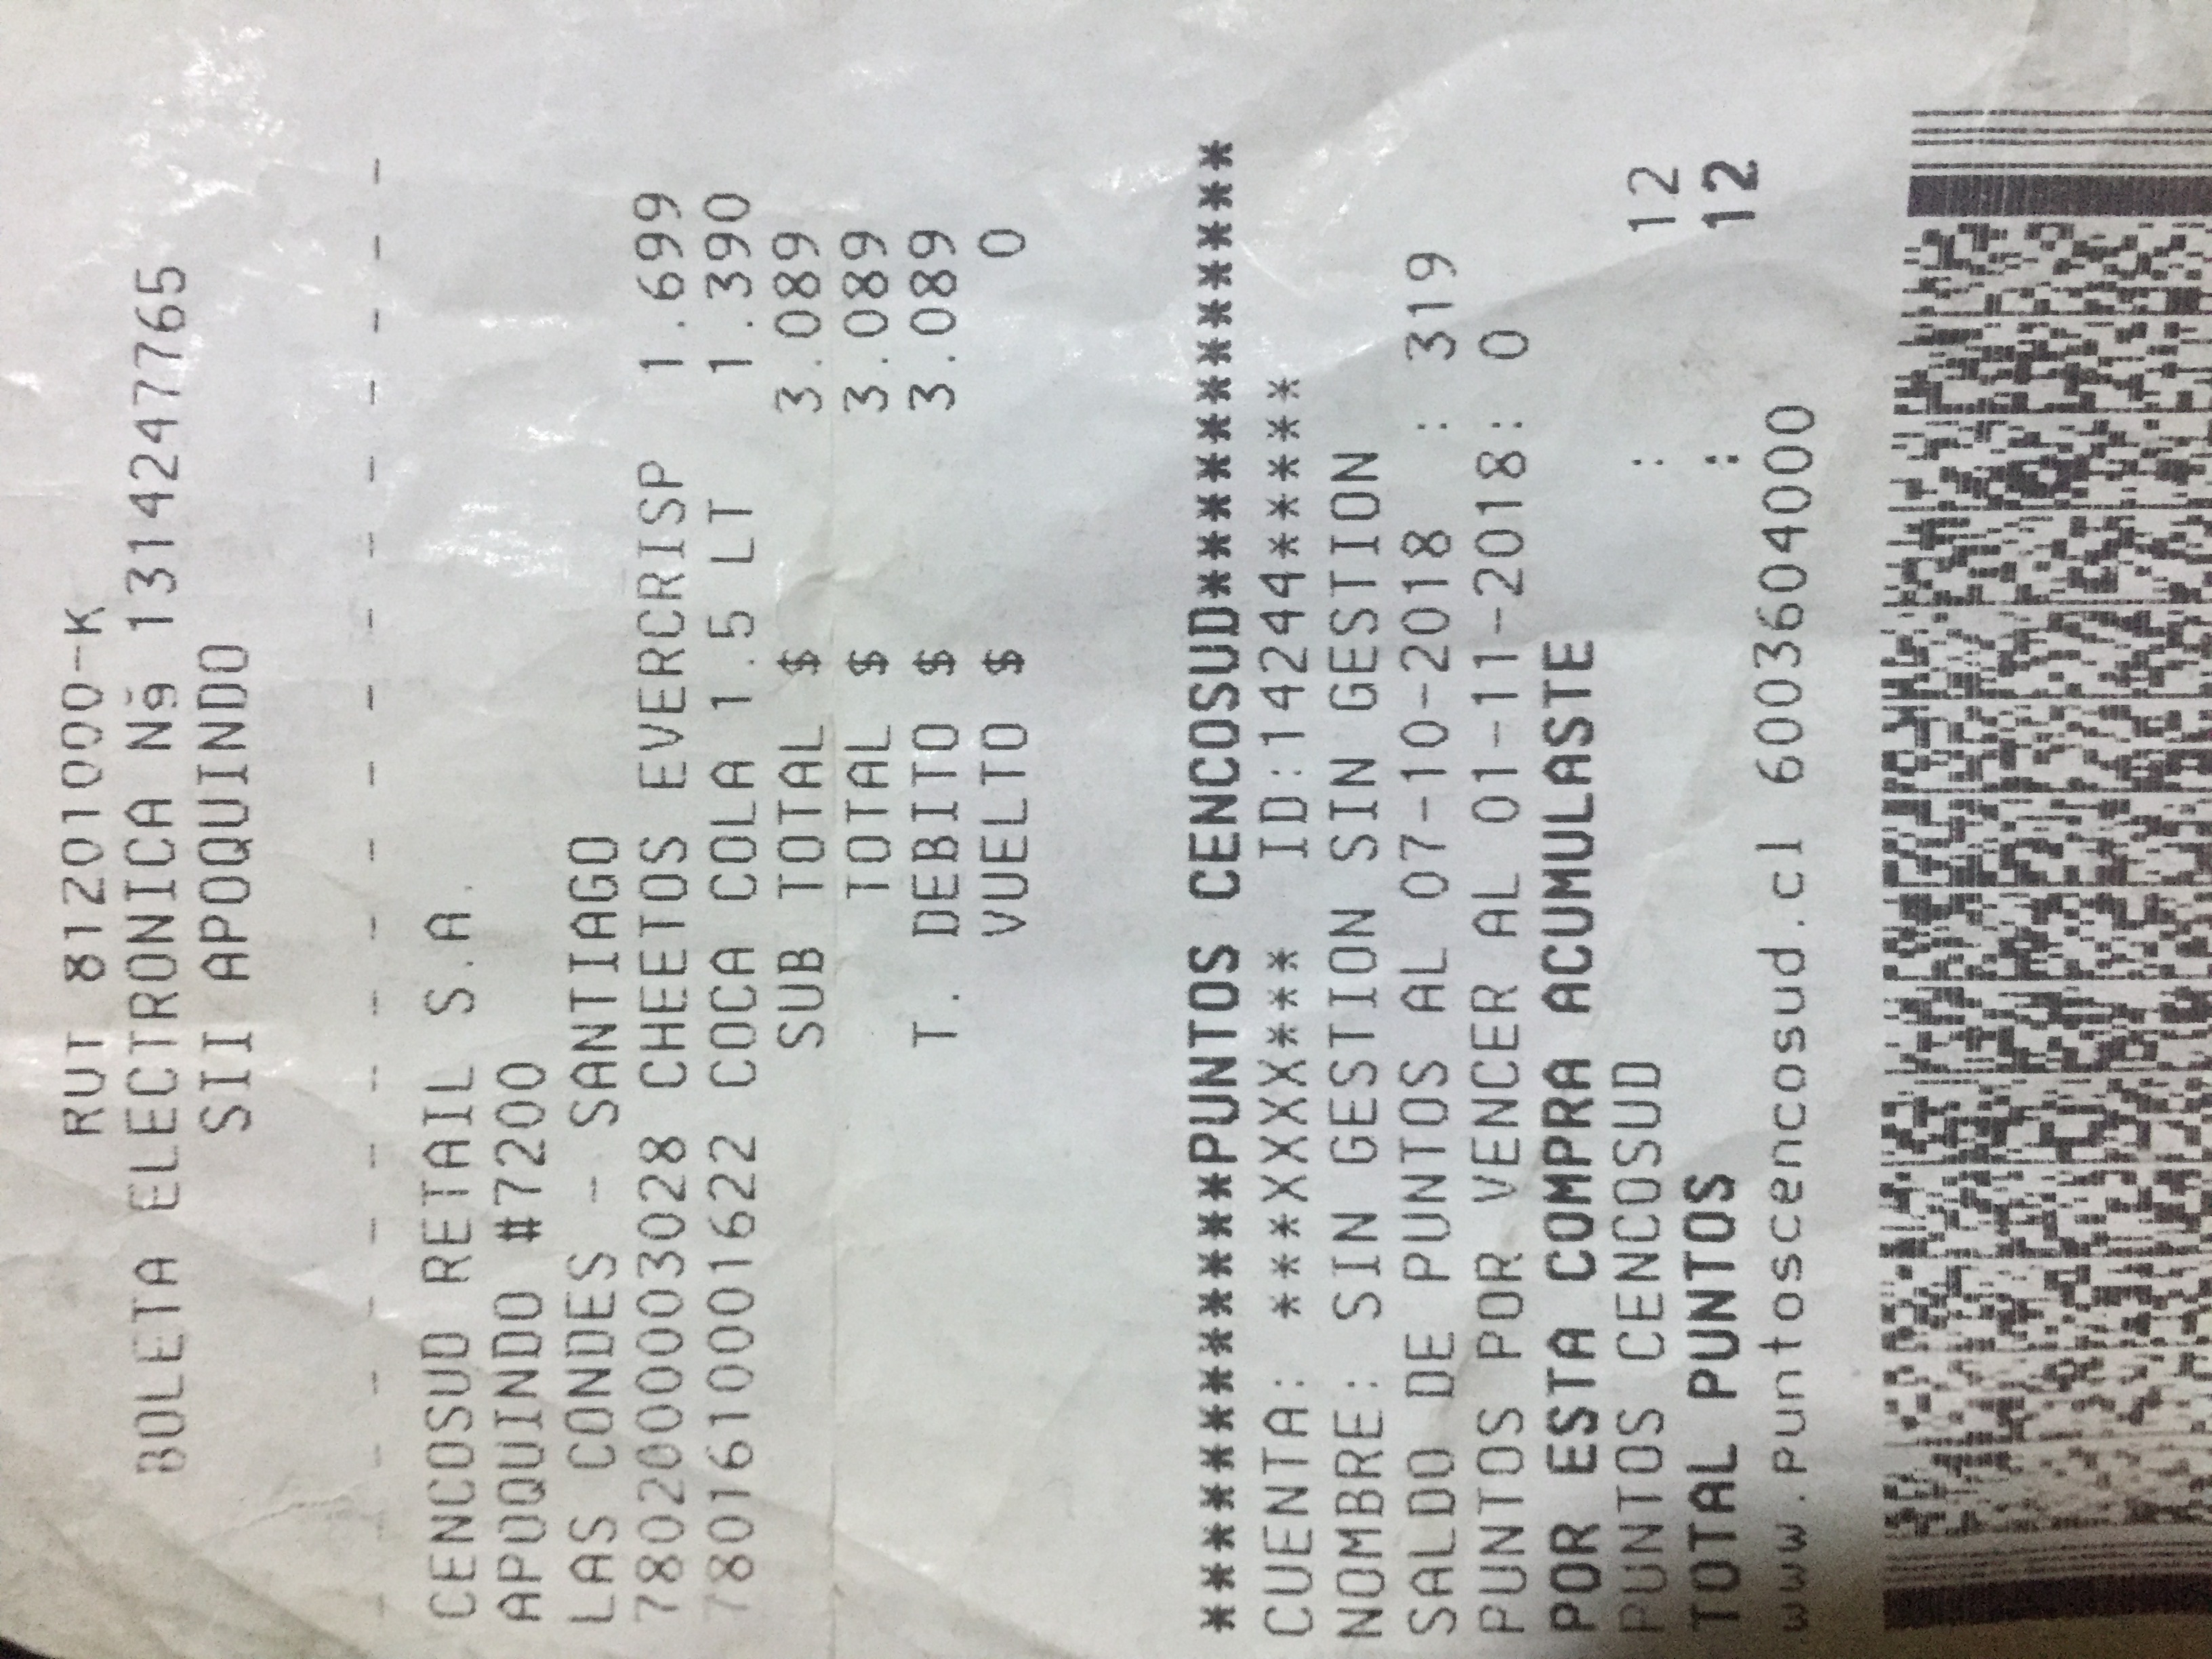 RUT 81201000-K
BOLETA ELECTRONICA Nğ 1314247765
SII APOQUINDO
- - - - - - - - - - - - - - - - - - - -
CENCOSUD RETAIL S.A.
APOQUINDO #7200
LAS CONDES - SANTIAGO
7802000003028 CHEETOS EVERCRISP 1.699
7801610001622 COCA COLA 1.5 LT 1.390
SUB TOTAL $ 3.089
TOTAL $ 3.089
T. DEBITO $ 3.089
VUELTO $ 0
************PUNTOS CENCOSUD************
CUENTA: ***XXXX*** ID:14244*****
NOMBRE: SIN GESTION SIN GESTION
SALDO DE PUNTOS AL 07-10-2018 : 319
PUNTOS POR VENCER AL 01-11-2018: 0
POR ESTA COMPRA ACUMULASTE
PUNTOS CENCOSUD : 12
TOTAL PUNTOS : 12
www.puntoscencosud.cl 6003604000